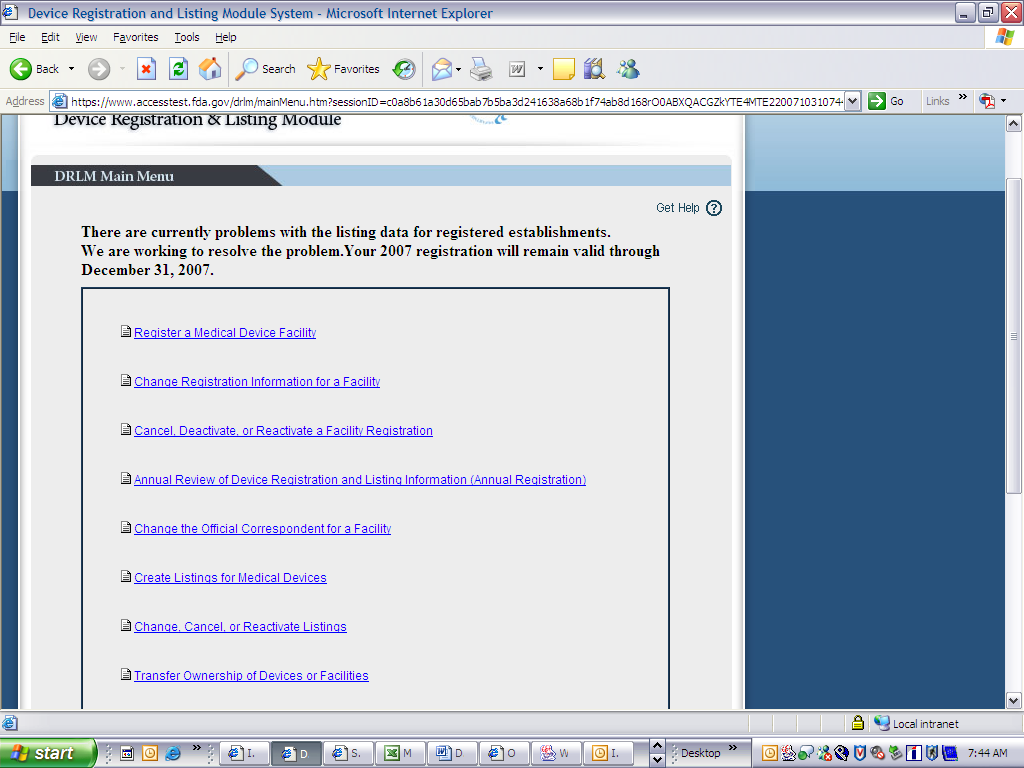 Device Registration and Listing Module System - Microsoft Internet Explorer
File Edit View Favorites Tools Help
Back Search Favorites
Address https://www.accesstest.fda.gov/drlm/mainMenu.htm?sessionID=c0a8b61a30d65bab7b5ba3d241638a68b1f74ab8d168rO0ABXQACGZkYTE4MTE220071031074 Go Links
Device Registration & Listing Module
DRLM Main Menu
Get Help
There are currently problems with the listing data for registered establishments.
We are working to resolve the problem.Your 2007 registration will remain valid through
December 31, 2007.
Register a Medical Device Facility
Change Registration Information for a Facility
Cancel, Deactivate, or Reactivate a Facility Registration
Annual Review of Device Registration and Listing Information (Annual Registration)
Change the Official Correspondent for a Facility
Create Listings for Medical Devices
Change, Cancel, or Reactivate Listings
Transfer Ownership of Devices or Facilities
Local intranet
start I. D S. M D O W I. Desktop 7:44 AM